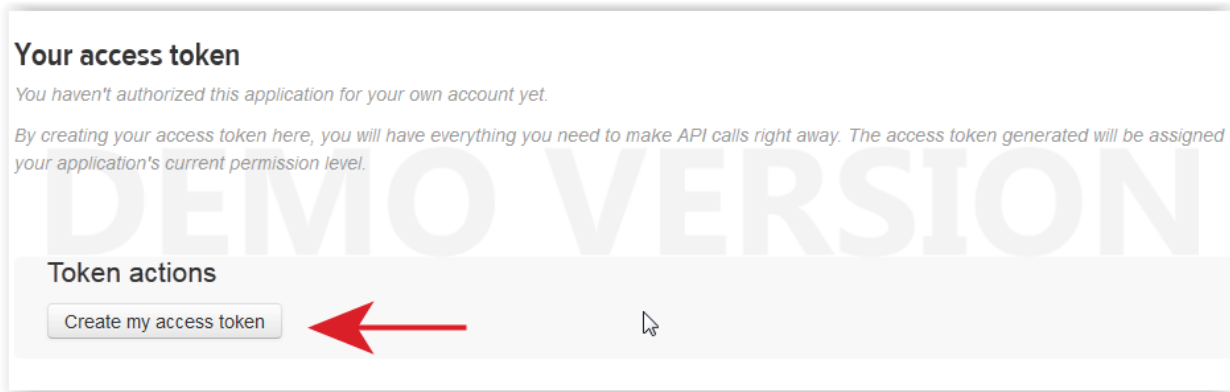 Your access token
You haven't authorized this application for your own account yet.
By creating your access token here, you will have everything you need to make API calls right away. The access token generated will be assigned
your application's current permission level.
DEMO VERSION
Token actions
Create my access token